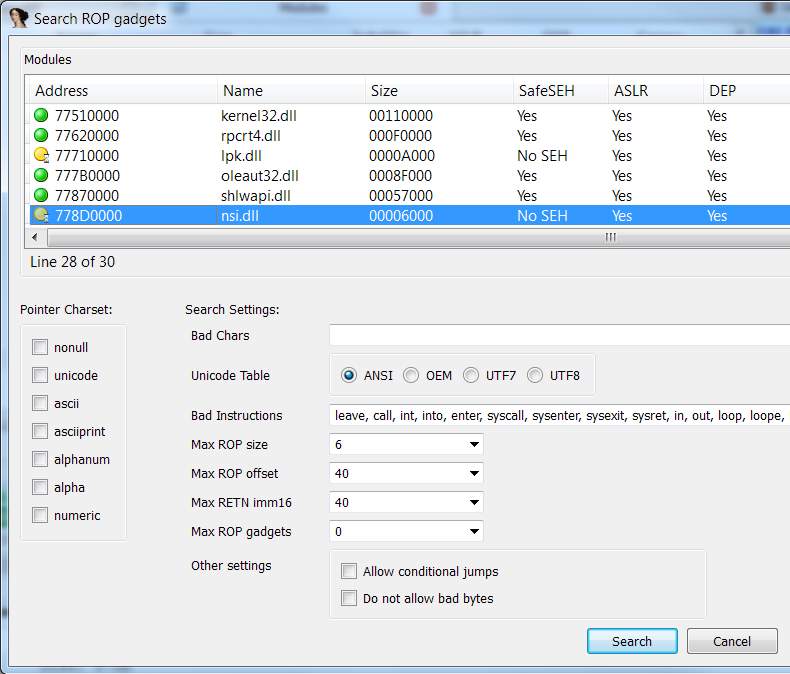 Search ROP gadgets
Modules
Address Name Size SafeSEH ASLR DEP
77510000 kernel32.dll 00110000 Yes Yes Yes
77620000 rpcrt4.dll 000F0000 Yes Yes Yes
77710000 lpk.dll 0000A000 No SEH Yes Yes
777B0000 oleaut32.dll 0008F000 Yes Yes Yes
77870000 shlwapi.dll 00057000 Yes Yes Yes
778D0000 nsi.dll 00006000 No SEH Yes Yes
Line 28 of 30
Pointer Charset:
nonull
unicode
ascii
asciiprint
alphanum
alpha
numeric
Search Settings:
Bad Chars
Unicode Table ANSI OEM UTF7 UTF8
Bad Instructions leave, call, int, into, enter, syscall, sysenter, sysexit, sysret, in, out, loop, loope,
Max ROP size 6
Max ROP offset 40
Max RETN imm16 40
Max ROP gadgets 0
Other settings Allow conditional jumps
Do not allow bad bytes
Search Cancel